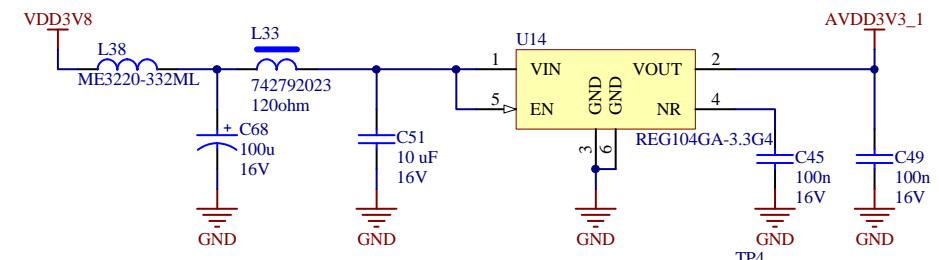 VDD3V8
AVDD3V3_1
L38
L33
U14
ME3220-332ML
742792023
120ohm
1
VIN
VOUT
2
5
EN
GND
GND
NR
4
3
6
REG104GA-3.3G4
+
C68
100u
16V
C51
10 uF
16V
C45
100n
16V
C49
100n
16V
GND
GND
GND
GND
GND
TP4